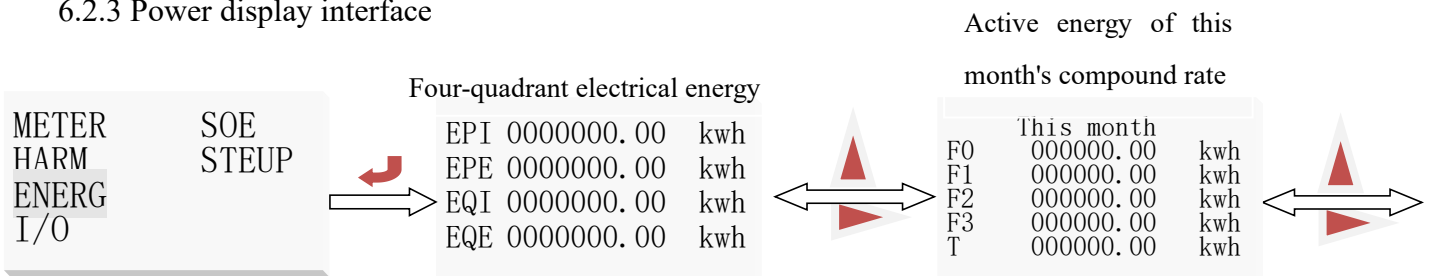 6.2.3 Power display interface
METER SOE
HARM STEUP
ENERG
I/O
Four-quadrant electrical energy
EPI 0000000.00 kwh
EPE 0000000.00 kwh
EQI 0000000.00 kwh
EQE 0000000.00 kwh
Active energy of this
month's compound rate
This month
F0 000000.00 kwh
F1 000000.00 kwh
F2 000000.00 kwh
F3 000000.00 kwh
T 000000.00 kwh